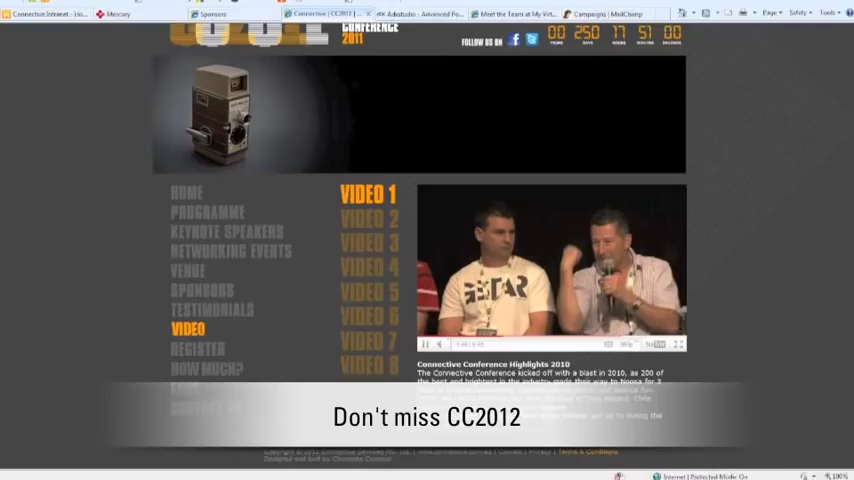 Connective Intranet - Ho...
Mercury
Sponsors
Connective | CC2011 | ...
Meet the Team at My Virt...
Campaigns | MailChimp
Page
Safety
Tools
CONFERENCE
2011
FOLLOW US ON
00 250 17 51 00
YEARS DAYS HOURS MINUTES SECONDS
HOME
PROGRAMME
KEYNOTE SPEAKERS
NETWORKING EVENTS
VENUE
SPONSORS
TESTIMONIALS
VIDEO
REGISTER
HOW MUCH?
VIDEO 1
VIDEO 2
VIDEO 3
VIDEO 4
VIDEO 5
VIDEO 6
VIDEO 7
VIDEO 8
GSTAR
Connective Conference Highlights 2010
The Connective Conference kicked off with a blast in 2010, as 200 of
the best and brightest in the industry made their way to Noosa for 3
Don't miss CC2012
Privacy | Terms & Conditions
Internet | Protected Mode: On
100%